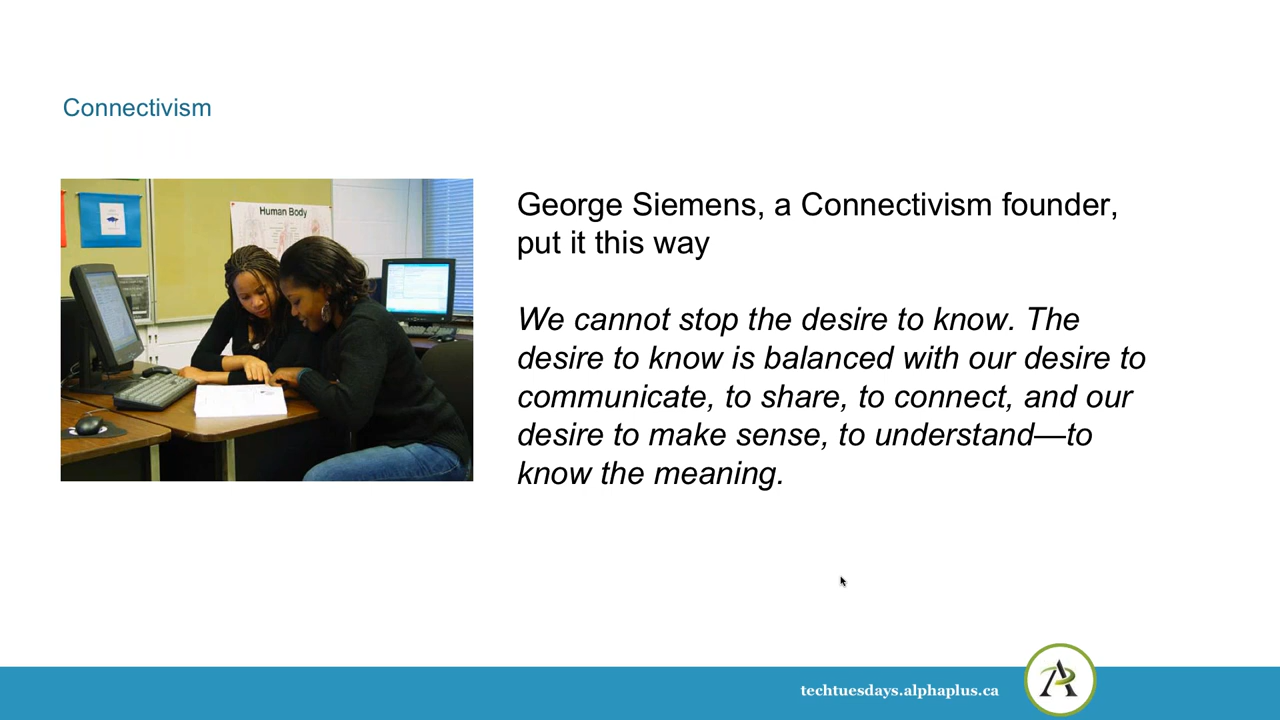 Connectivism
Human Body
George Siemens, a Connectivism founder,
put it this way
We cannot stop the desire to know. The
desire to know is balanced with our desire to
communicate, to share, to connect, and our
desire to make sense, to understand—to
know the meaning.
techtuesdays.alphaplus.ca